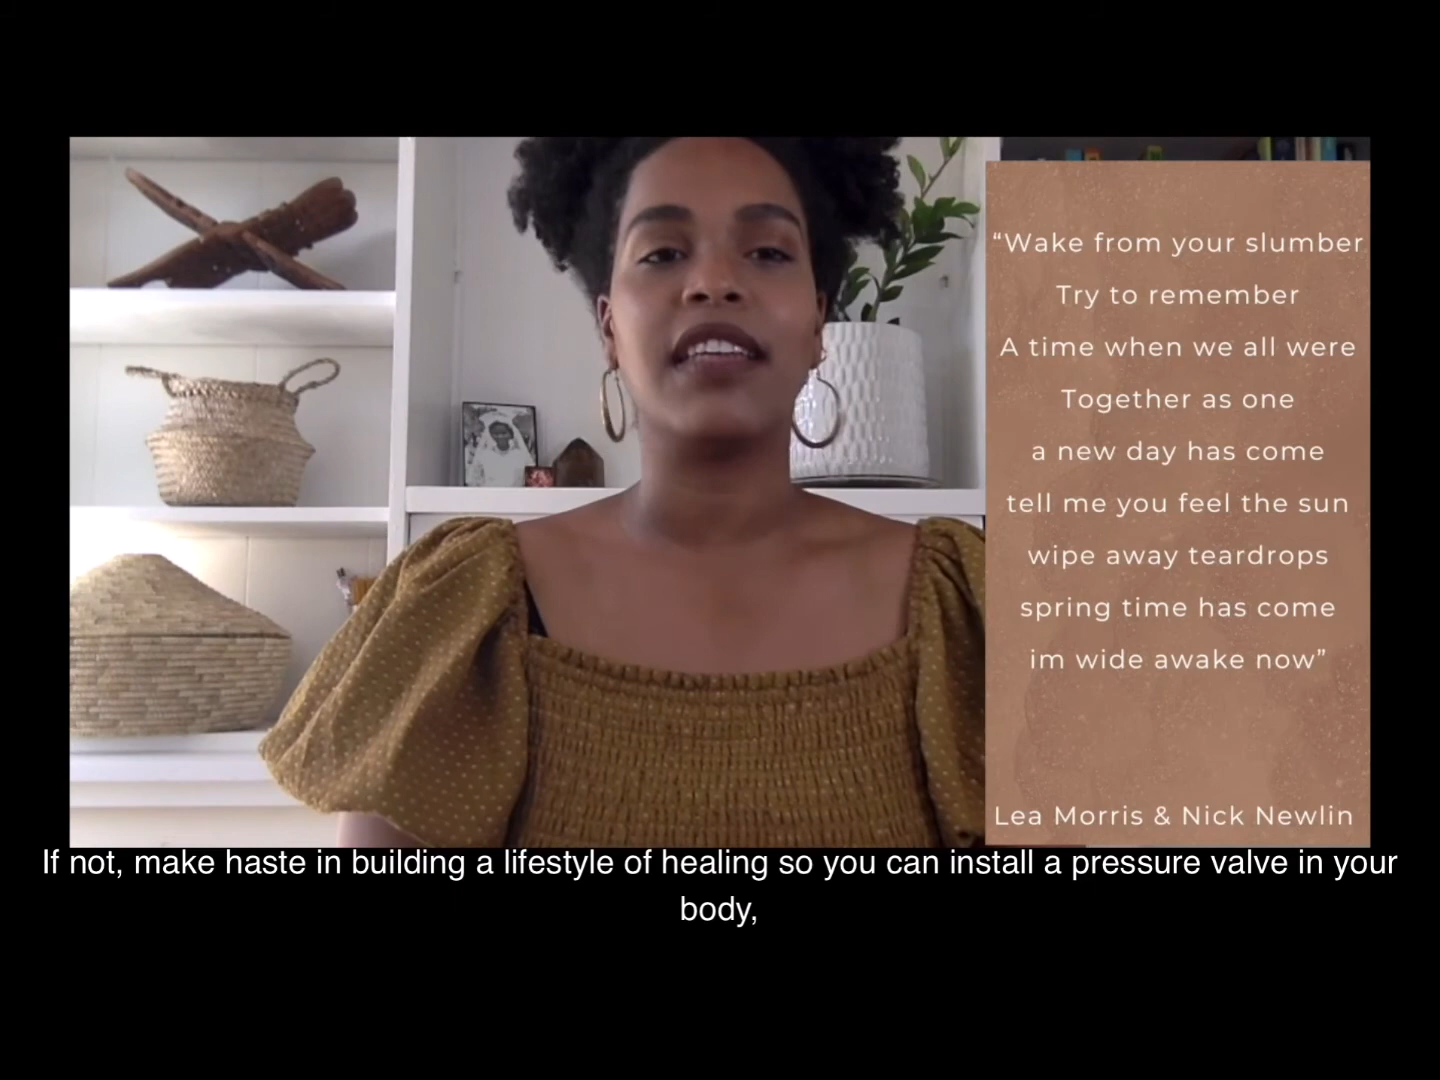 “Wake from your slumber
Try to remember
A time when we all were
Together as one
a new day has come
tell me you feel the sun
wipe away teardrops
spring time has come
im wide awake now”
Lea Morris & Nick Newlin
If not, make haste in building a lifestyle of healing so you can install a pressure valve in your
body,